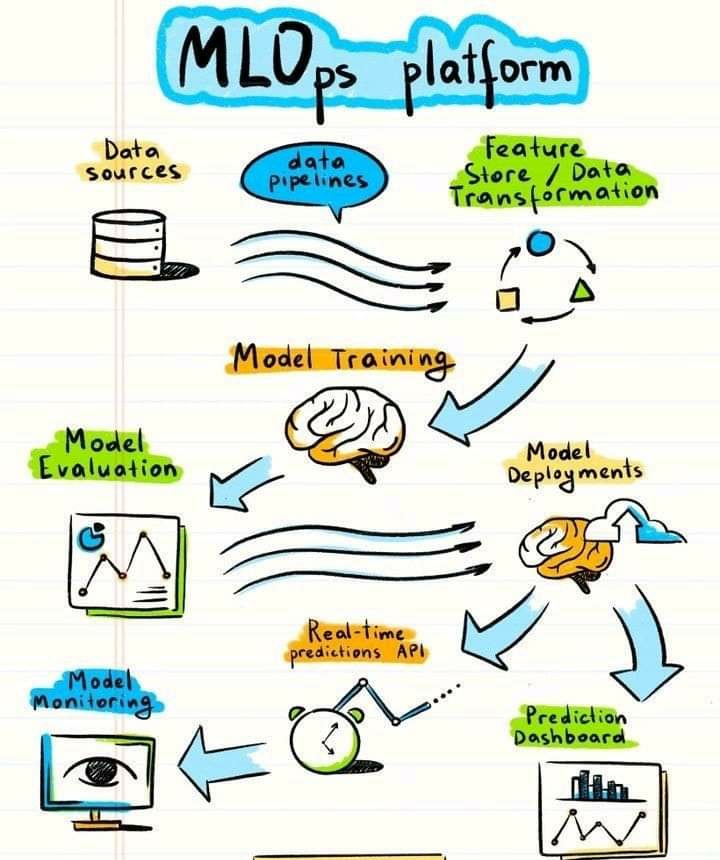 MLOps platform
Data
sources
data
pipelines
Feature
Store / Data
Transformation
Model Training
Model
Evaluation
Model
Deployments
Real-time
predictions API
Model
Monitoring
Prediction
Dashboard